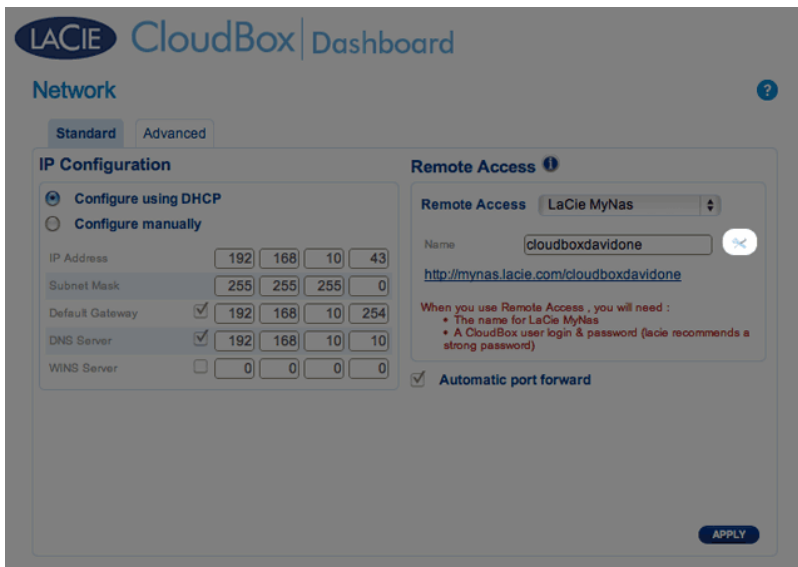 LACIE CloudBox Dashboard
Network
?
Standard Advanced
IP Configuration
Configure using DHCP
Configure manually
IP Address 192 168 10 43
Subnet Mask 255 255 255 0
Default Gateway 192 168 10 254
DNS Server 192 168 10 10
WINS Server 0 0 0 0
Remote Access i
Remote Access LaCie MyNas
Name cloudboxdavidone
http://mynas.lacie.com/cloudboxdavidone
When you use Remote Access , you will need :
• The name for LaCie MyNas
• A CloudBox user login & password (lacie recommends a
strong password)
Automatic port forward
APPLY